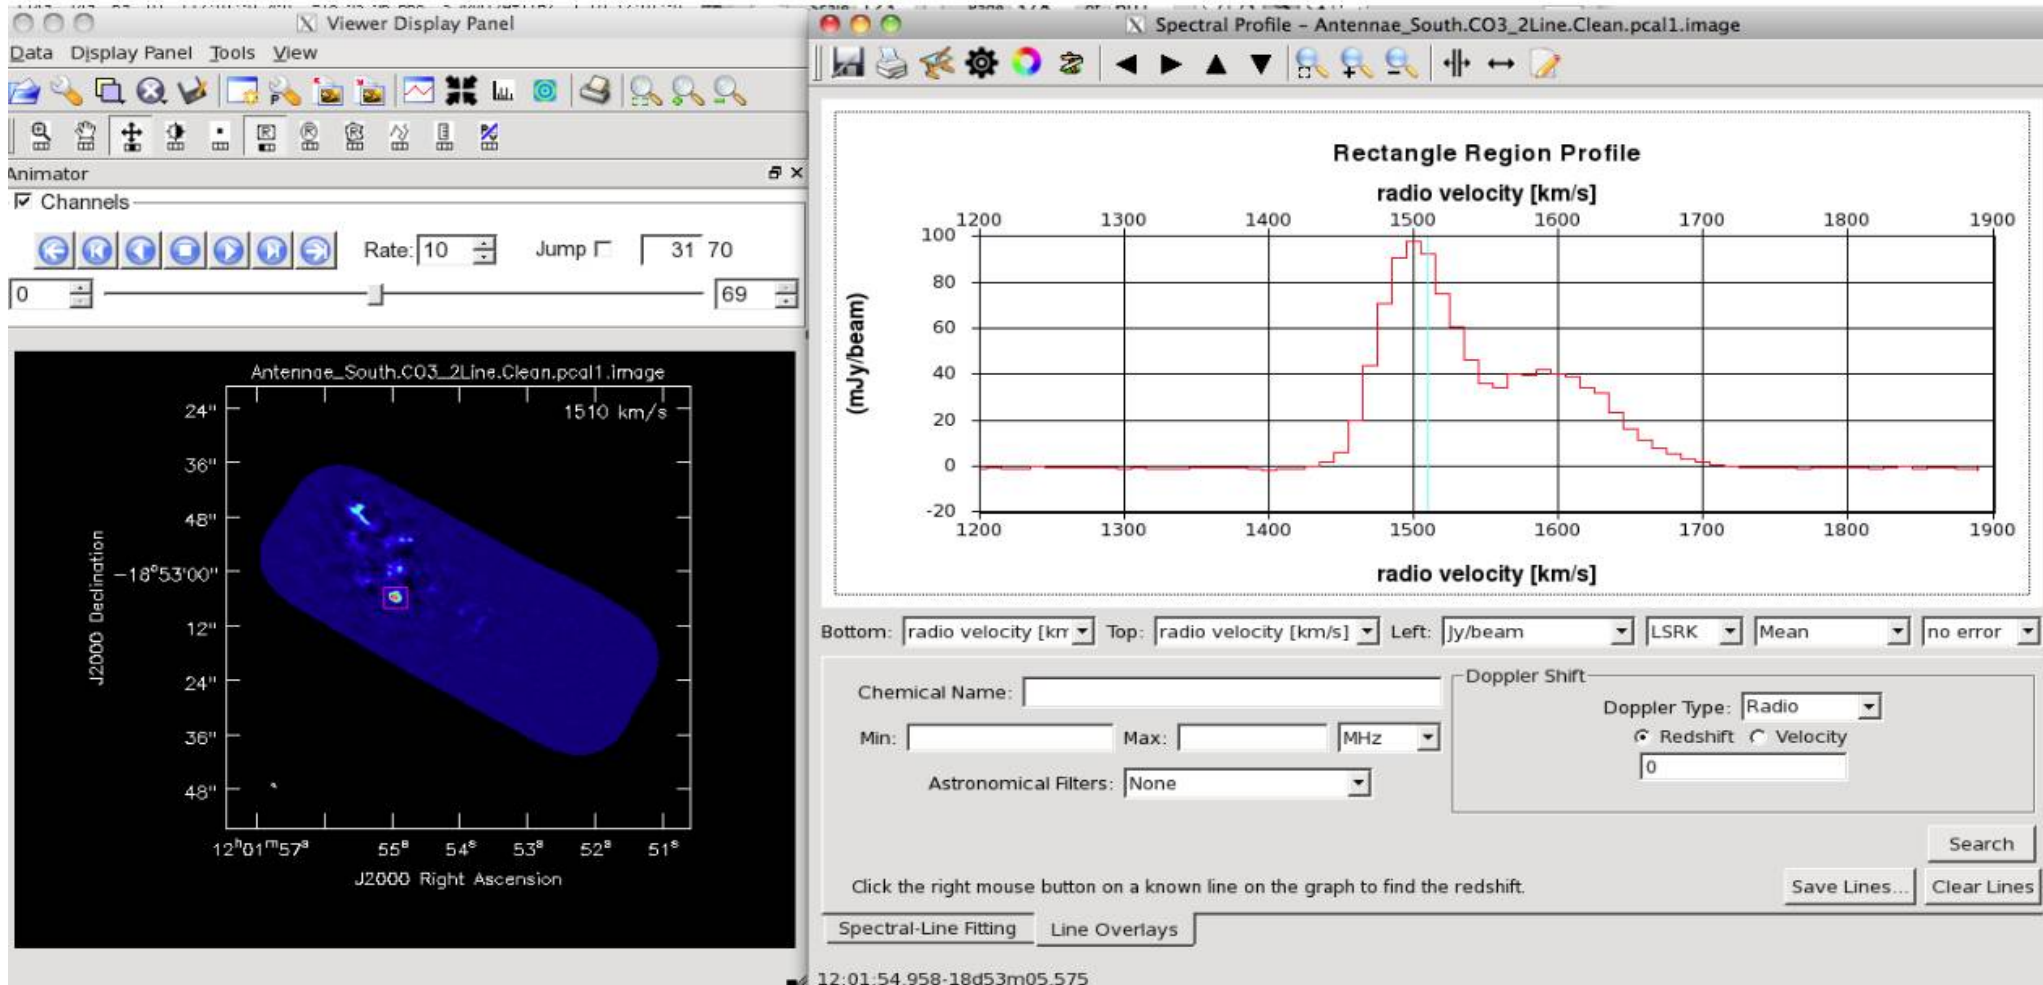 Viewer Display Panel
Data Display Panel Tools View
Animator
Channels
Rate: 10 Jump 31 70
0 69
Antennae_South.CO3_2Line.Clean.pcal1.image
1510 km/s
24"
36"
48"
−18°53'00"
12"
24"
36"
48"
J2000 Declination
12ʰ01ᵐ57ˢ 55ˢ 54ˢ 53ˢ 52ˢ 51ˢ
J2000 Right Ascension
Spectral Profile - Antennae_South.CO3_2Line.Clean.pcal1.image
Rectangle Region Profile
radio velocity [km/s]
1200 1300 1400 1500 1600 1700 1800 1900
100
80
60
40
20
0
-20
(mJy/beam)
1200 1300 1400 1500 1600 1700 1800 1900
radio velocity [km/s]
Bottom: radio velocity [km Top: radio velocity [km/s] Left: Jy/beam LSRK Mean no error
Chemical Name:
Min: Max: MHz
Astronomical Filters: None
Doppler Shift
Doppler Type: Radio
Redshift Velocity
0
Search
Click the right mouse button on a known line on the graph to find the redshift.
Save Lines... Clear Lines
Spectral-Line Fitting Line Overlays
12:01:54.958-18d53m05.575